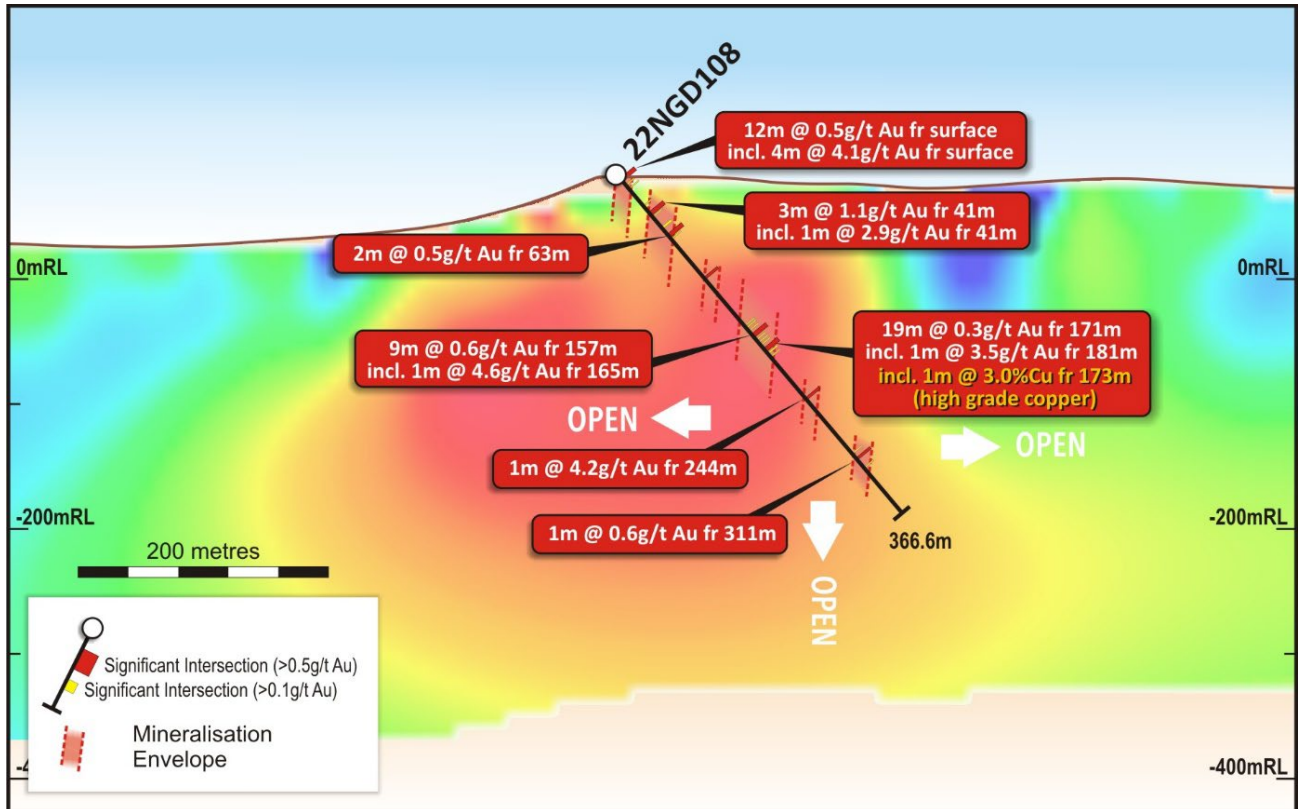 22NGD108
12m @ 0.5g/t Au fr surface
incl. 4m @ 4.1g/t Au fr surface
3m @ 1.1g/t Au fr 41m
incl. 1m @ 2.9g/t Au fr 41m
2m @ 0.5g/t Au fr 63m
0mRL
0mRL
9m @ 0.6g/t Au fr 157m
incl. 1m @ 4.6g/t Au fr 165m
19m @ 0.3g/t Au fr 171m
incl. 1m @ 3.5g/t Au fr 181m
incl. 1m @ 3.0%Cu fr 173m
(high grade copper)
OPEN
OPEN
1m @ 4.2g/t Au fr 244m
1m @ 0.6g/t Au fr 311m
-200mRL
-200mRL
366.6m
200 metres
OPEN
Significant Intersection (>0.5g/t Au)
Significant Intersection (>0.1g/t Au)
Mineralisation
Envelope
-400mRL